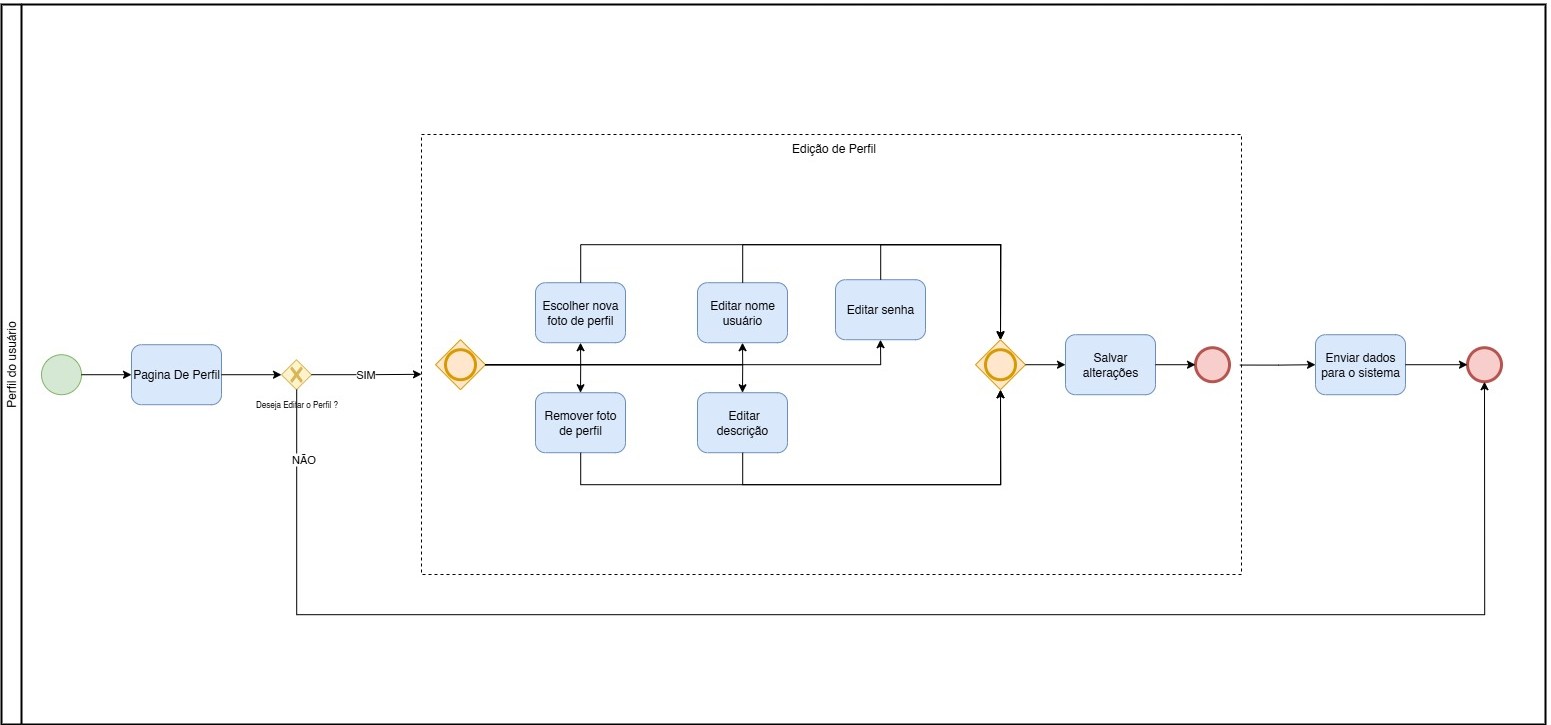 Perfil do usuário
Pagina De Perfil
Deseja Editar o Perfil ?
SIM
NÃO
Edição de Perfil
Escolher nova
foto de perfil
Editar nome
usuário
Editar senha
Remover foto
de perfil
Editar
descrição
Salvar
alterações
Enviar dados
para o sistema